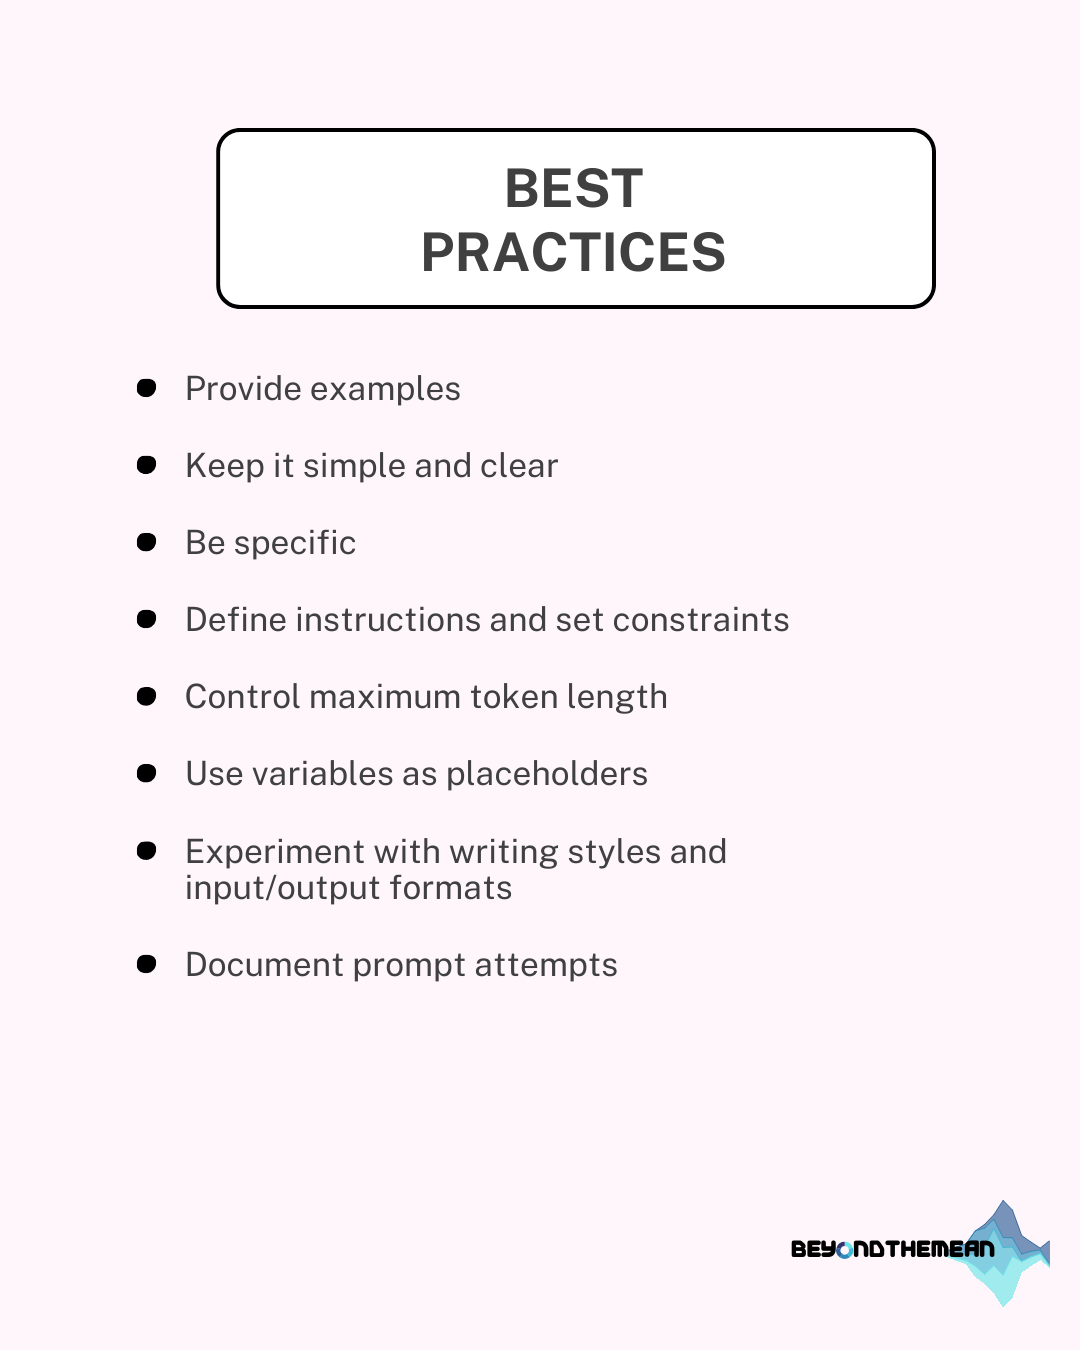 BEST
PRACTICES
Provide examples
Keep it simple and clear
Be specific
Define instructions and set constraints
Control maximum token length
Use variables as placeholders
Experiment with writing styles and
input/output formats
Document prompt attempts
BEYONDTHEMEAN